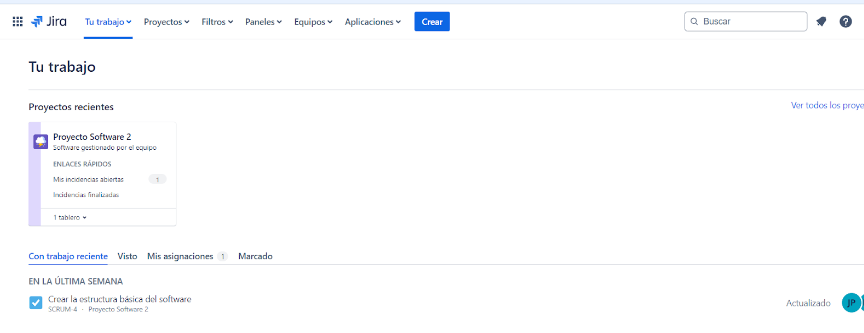 Jira Tu trabajo Proyectos Filtros Paneles Equipos Aplicaciones Crear Buscar ?
Tu trabajo
Proyectos recientes Ver todos los proye
Proyecto Software 2
Software gestionado por el equipo
ENLACES RÁPIDOS
Mis incidencias abiertas 1
Incidencias finalizadas
1 tablero
Con trabajo reciente Visto Mis asignaciones 1 Marcado
EN LA ÚLTIMA SEMANA
Crear la estructura básica del software
SCRUM-4 · Proyecto Software 2
Actualizado JP